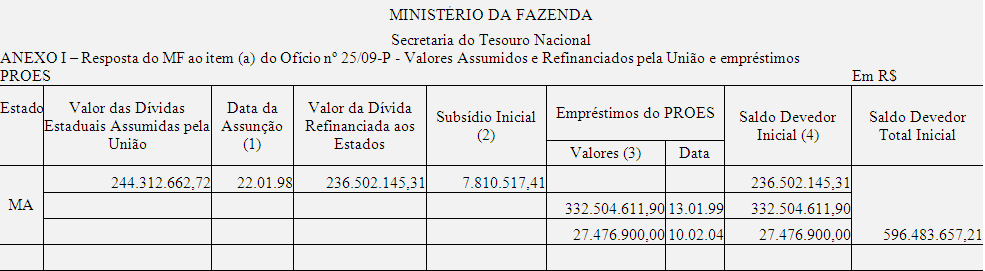 MINISTÉRIO DA FAZENDA
Secretaria do Tesouro Nacional
ANEXO I – Resposta do MF ao item (a) do Ofício nº 25/09-P - Valores Assumidos e Refinanciados pela União e empréstimos
PROES Em R$
Estado
Valor das Dívidas
Estaduais Assumidas pela
União
Data da
Assunção
(1)
Valor da Dívida
Refinanciada aos
Estados
Subsídio Inicial
(2)
Empréstimos do PROES
Valores (3) Data
Saldo Devedor
Inicial (4)
Saldo Devedor
Total Inicial
MA
244.312.662,72 22.01.98 236.502.145,31 7.810.517,41 236.502.145,31
332.504.611,90 13.01.99 332.504.611,90
27.476.900,00 10.02.04 27.476.900,00 596.483.657,21